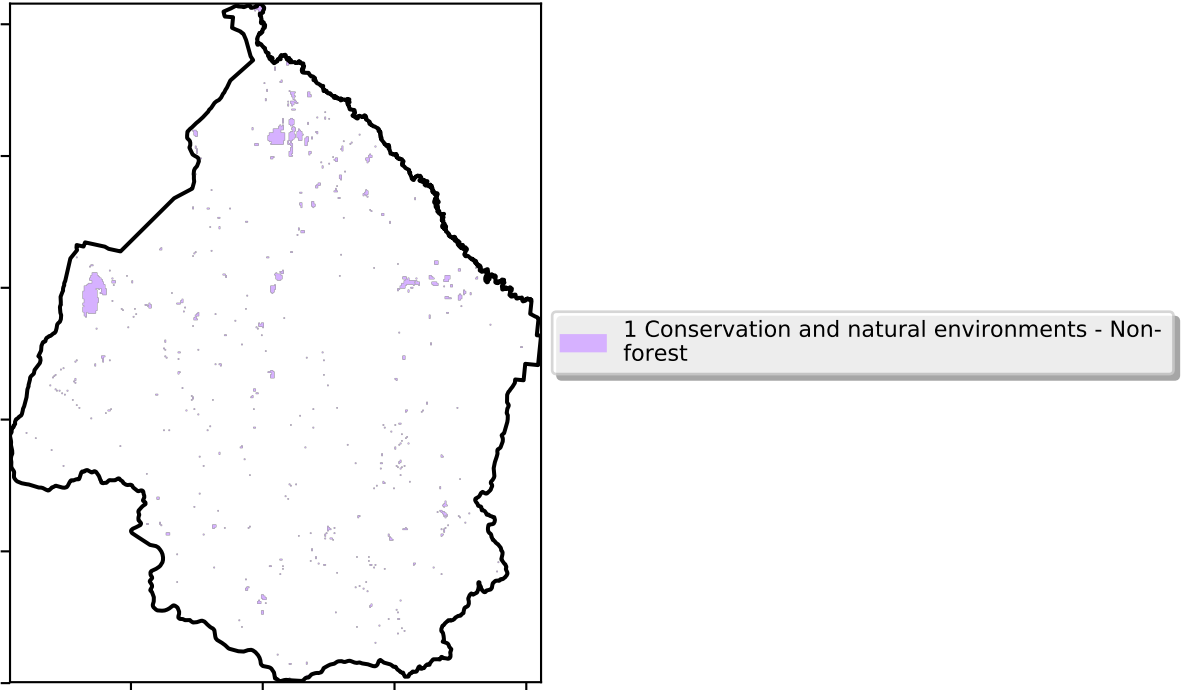 1 Conservation and natural environments - Non-
forest